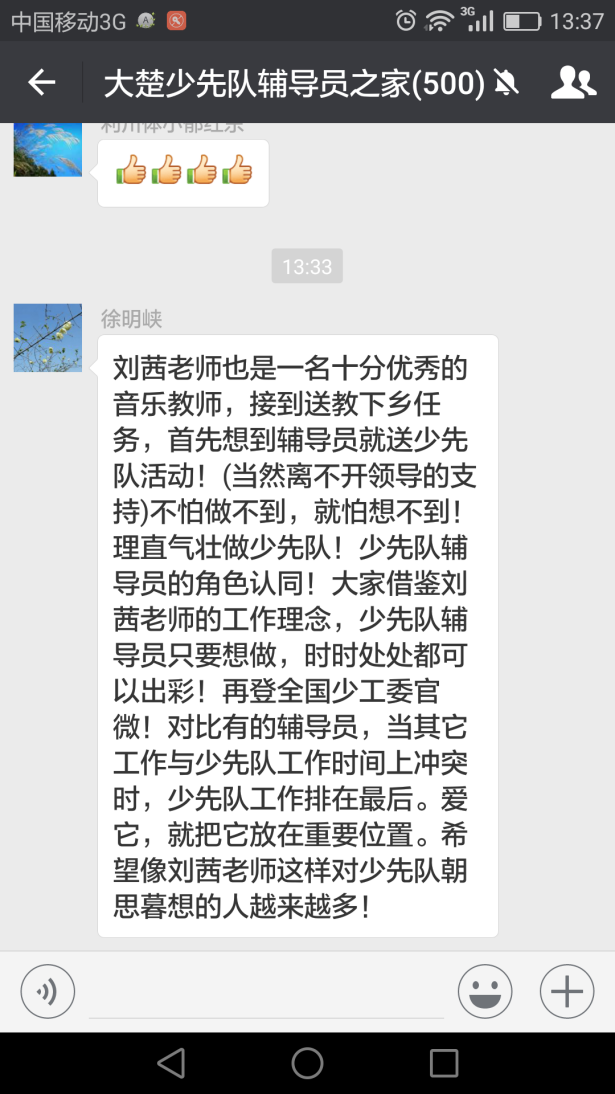 中国移动3G
3G
13:37
大楚少先队辅导员之家(500)
13:33
徐明峡
刘茜老师也是一名十分优秀的
音乐教师，接到送教下乡任
务，首先想到辅导员就送少先
队活动！(当然离不开领导的支
持)不怕做不到，就怕想不到！
理直气壮做少先队！少先队辅
导员的角色认同！大家借鉴刘
茜老师的工作理念，少先队辅
导员只要想做，时时处处都可
以出彩！再登全国少工委官
微！对比有的辅导员，当其它
工作与少先队工作时间上冲突
时，少先队工作排在最后。爱
它，就把它放在重要位置。希
望像刘茜老师这样对少先队朝
思暮想的人越来越多！